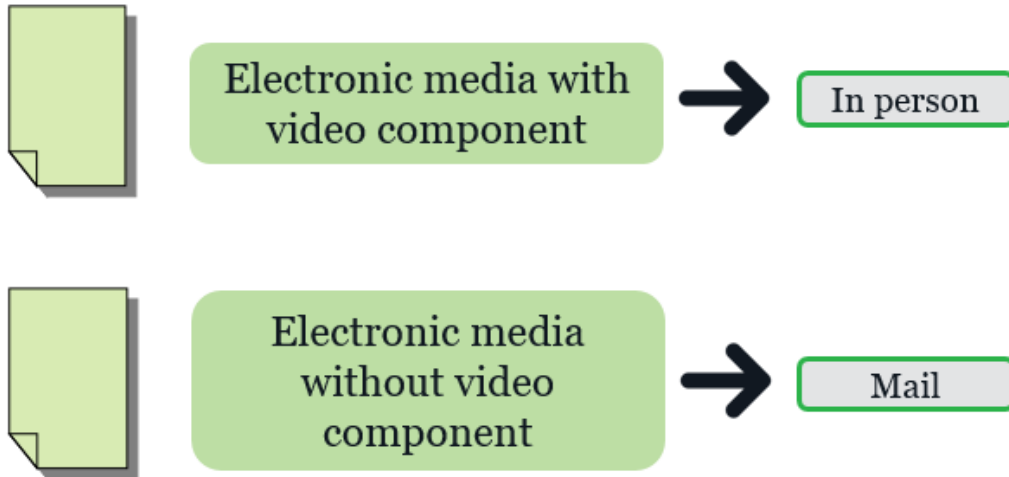 Electronic media with
video component
In person
Electronic media
without video
component
Mail